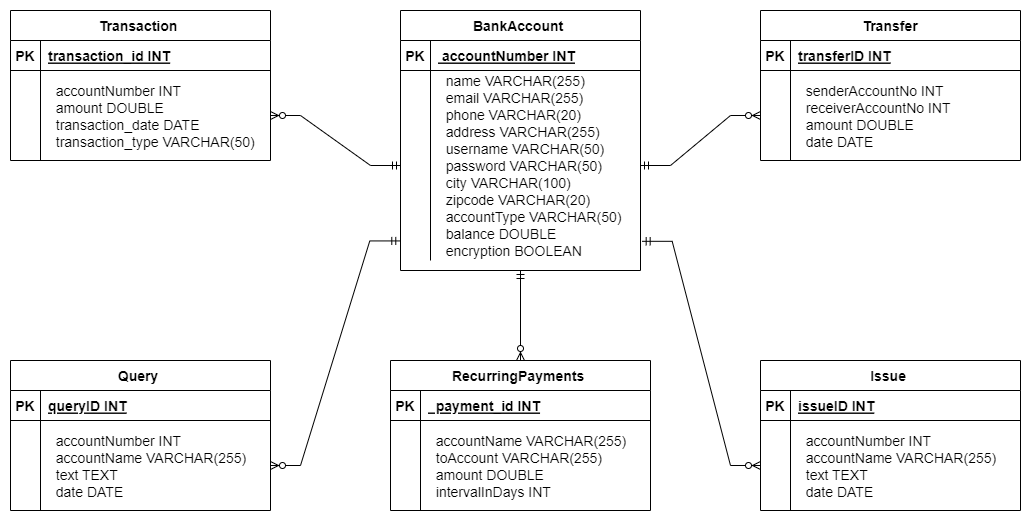 Transaction
PK transaction_id INT
accountNumber INT
amount DOUBLE
transaction_date DATE
transaction_type VARCHAR(50)
BankAccount
PK accountNumber INT
name VARCHAR(255)
email VARCHAR(255)
phone VARCHAR(20)
address VARCHAR(255)
username VARCHAR(50)
password VARCHAR(50)
city VARCHAR(100)
zipcode VARCHAR(20)
accountType VARCHAR(50)
balance DOUBLE
encryption BOOLEAN
Transfer
PK transferID INT
senderAccountNo INT
receiverAccountNo INT
amount DOUBLE
date DATE
Query
PK queryID INT
accountNumber INT
accountName VARCHAR(255)
text TEXT
date DATE
RecurringPayments
PK _payment_id INT
accountName VARCHAR(255)
toAccount VARCHAR(255)
amount DOUBLE
intervalInDays INT
Issue
PK issueID INT
accountNumber INT
accountName VARCHAR(255)
text TEXT
date DATE